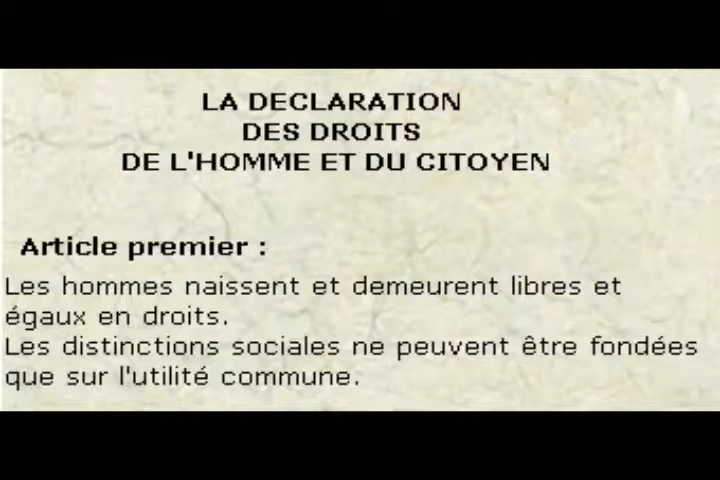 LA DECLARATION
DES DROITS
DE L'HOMME ET DU CITOYEN
Article premier :
Les hommes naissent et demeurent libres et
égaux en droits.
Les distinctions sociales ne peuvent être fondées
que sur l'utilité commune.